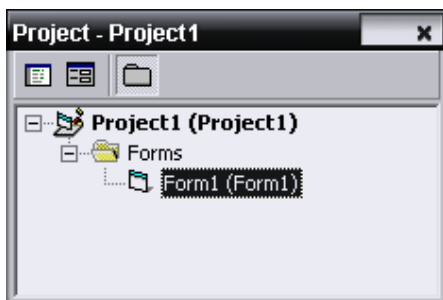 Project - Project1
Project1 (Project1)
Forms
Form1 (Form1)